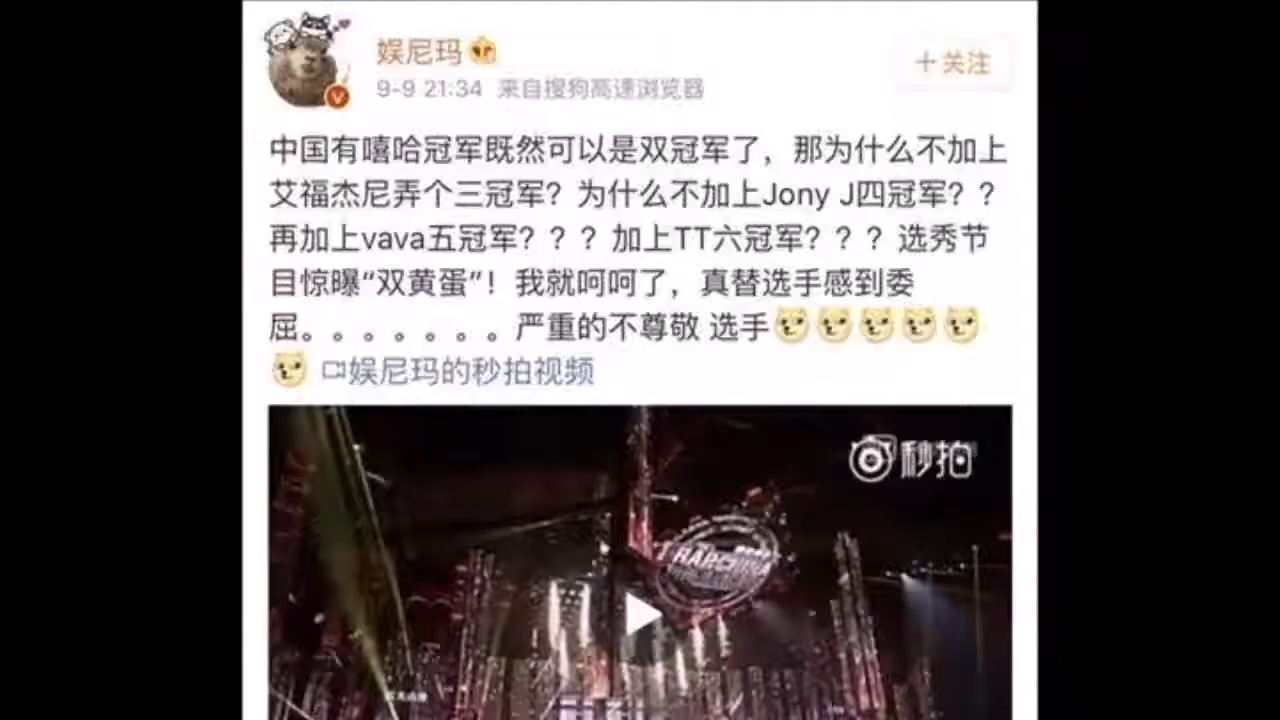 娱尼玛
+关注
9-9 21:34 来自搜狗高速浏览器
中国有嘻哈冠军既然可以是双冠军了，那为什么不加上
艾福杰尼弄个三冠军？为什么不加上Jony J四冠军？？
再加上vava五冠军？？？加上TT六冠军？？？选秀节
目惊曝“双黄蛋”！我就呵呵了，真替选手感到委
屈。。。。。。。严重的不尊敬 选手
娱尼玛的秒拍视频
秒拍
RAP CHINA